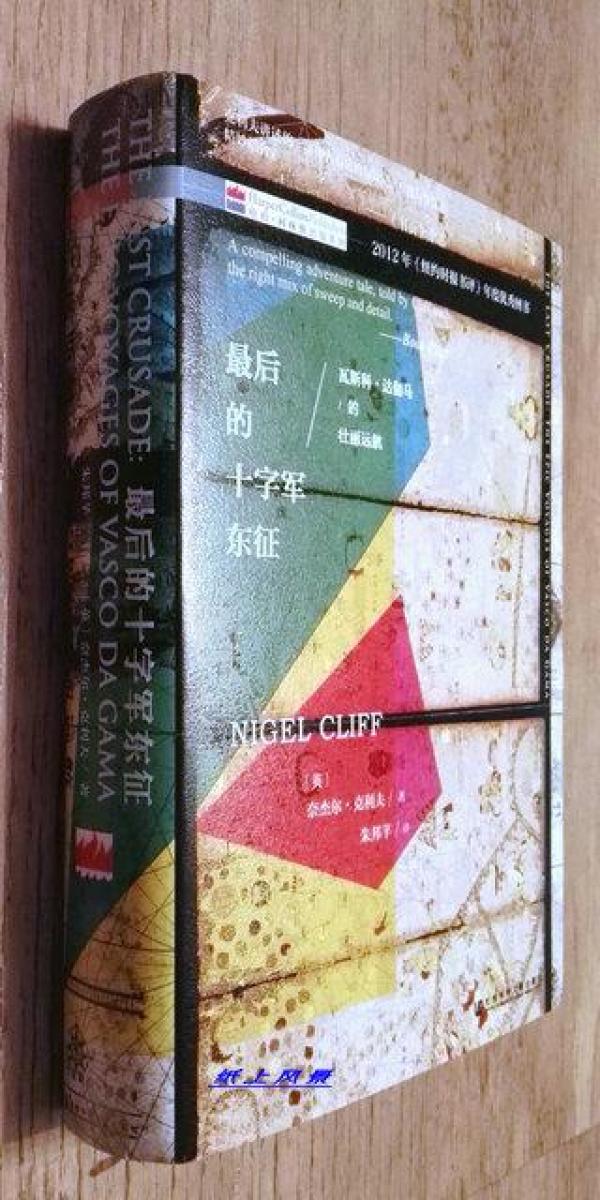 THE ST CRUSADE:
THE VOYAGES OF VASCO DA GAMA
最后的十字军东征
HarperCollins
2012年《纽约时报书评》年度优秀图书
A compelling adventure tale, told by
the right mix of sweep and detail.
最后
的
十字军
东征
瓦斯科·达伽马
/的
壮丽远航
NIGEL CLIFF
〔英〕
奈杰尔·克利夫/著
朱邦芊/译
THE LAST CRUSADE: THE EPIC VOYAGES OF VASCO DA GAMA
纸上风景